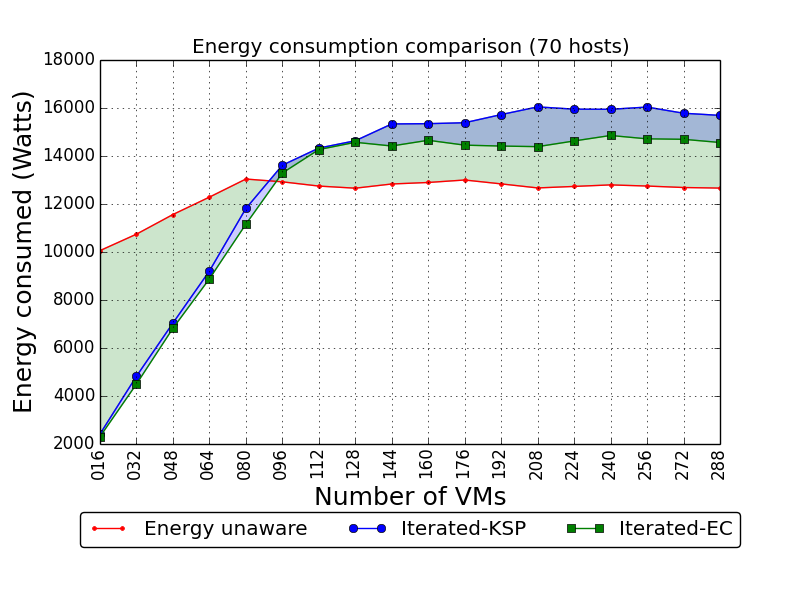 Energy consumption comparison (70 hosts)
Energy consumed (Watts)
18000
16000
14000
12000
10000
8000
6000
4000
2000
016 032 048 064 080 096 112 128 144 160 176 192 208 224 240 256 272 288
Number of VMs
Energy unaware Iterated-KSP Iterated-EC